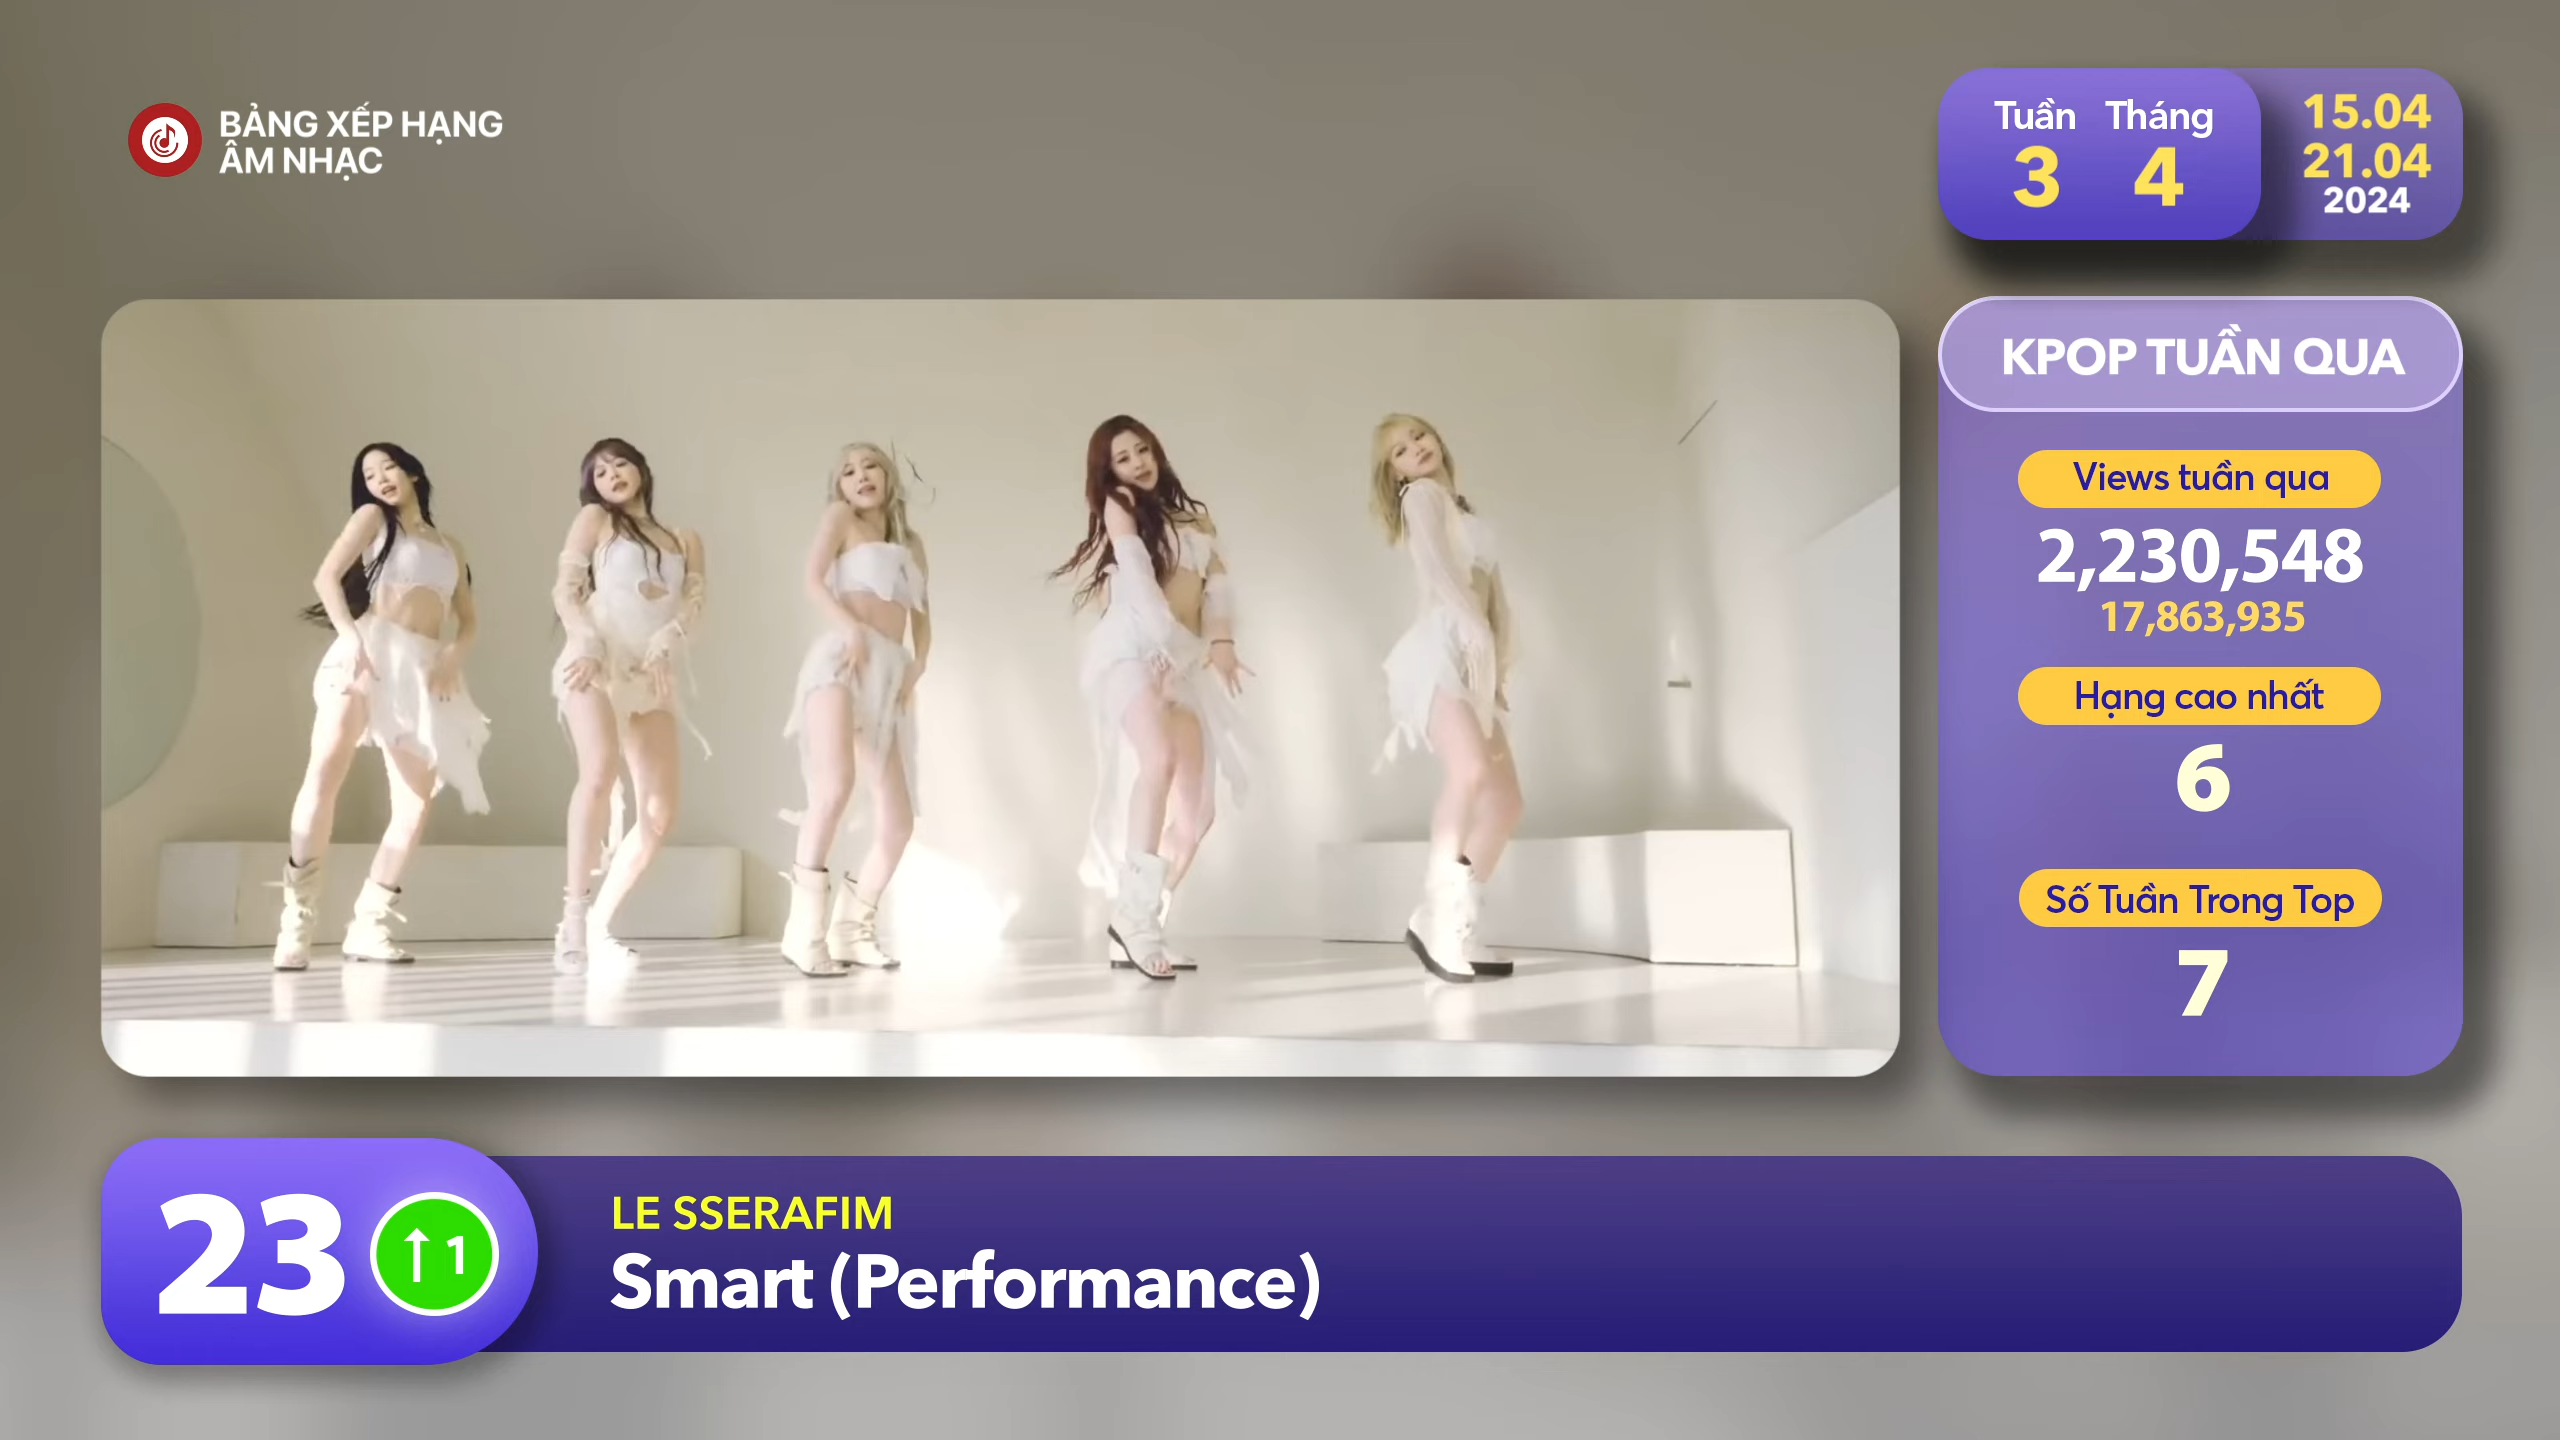 BẢNG XẾP HẠNG
ÂM NHẠC
Tuần Tháng
3 4
15.04
21.04
2024
KPOP TUẦN QUA
Views tuần qua
2,230,548
17,863,935
Hạng cao nhất
6
Số Tuần Trong Top
7
23 ↑ 1
LE SSERAFIM
Smart (Performance)